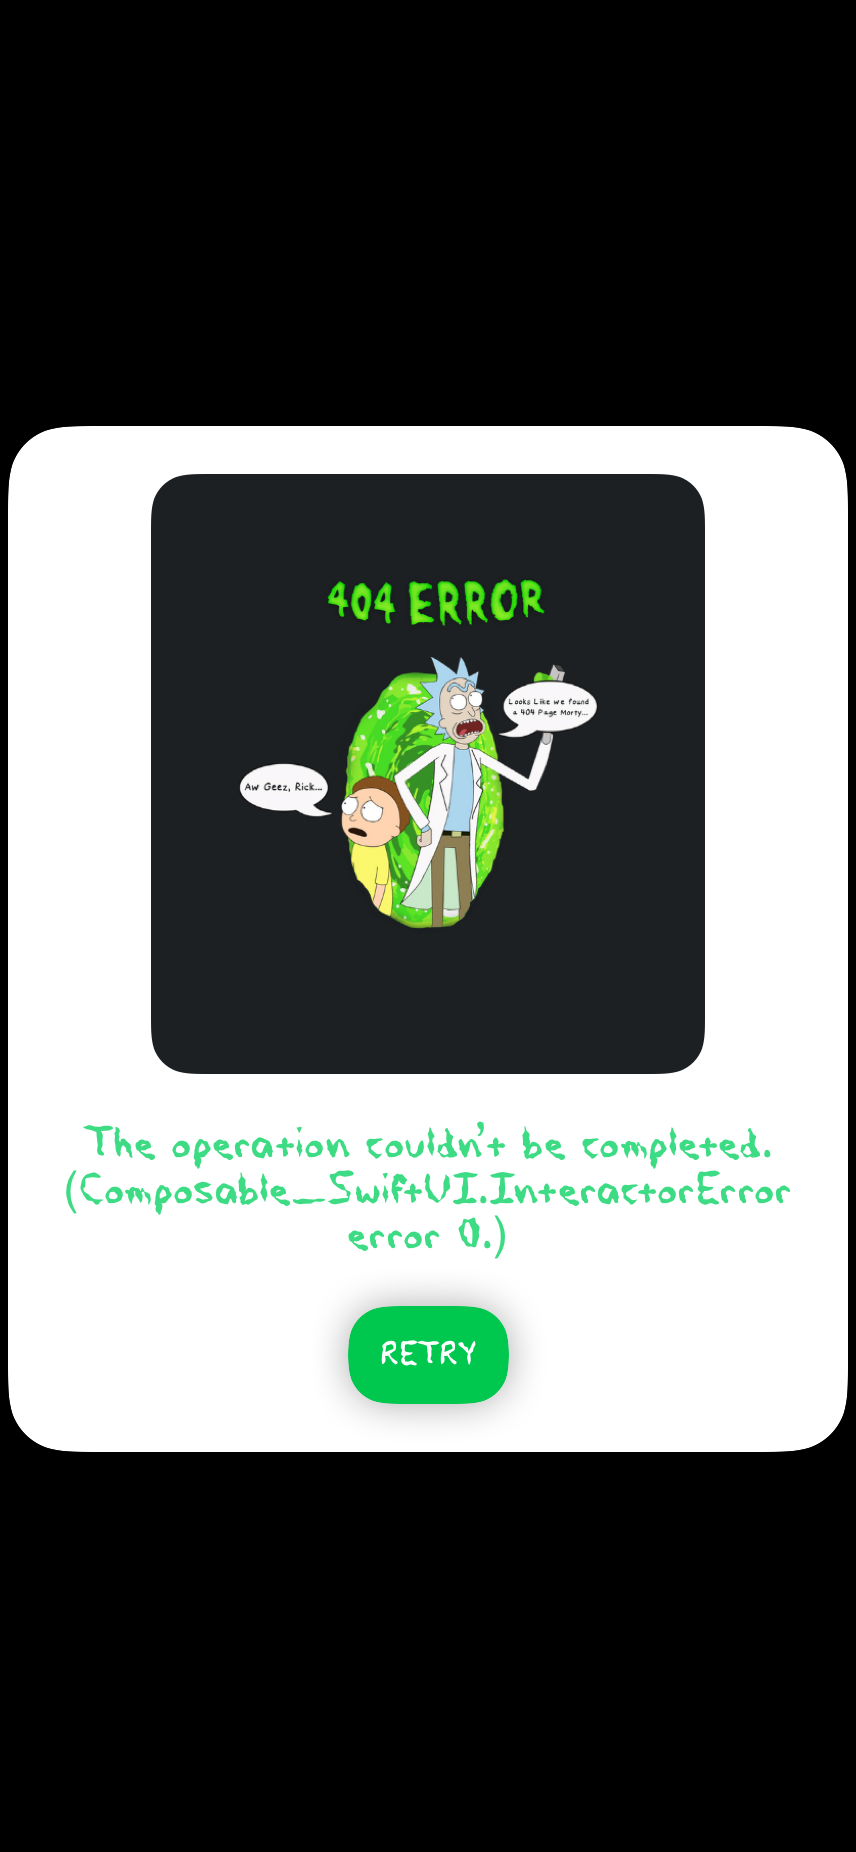 404 ERROR
Looks Like we found
a 404 Page Morty...
Aw Geez, Rick...
The operation couldn’t be completed.
(Composable_SwiftUI.InteractorError
error 0.)
RETRY